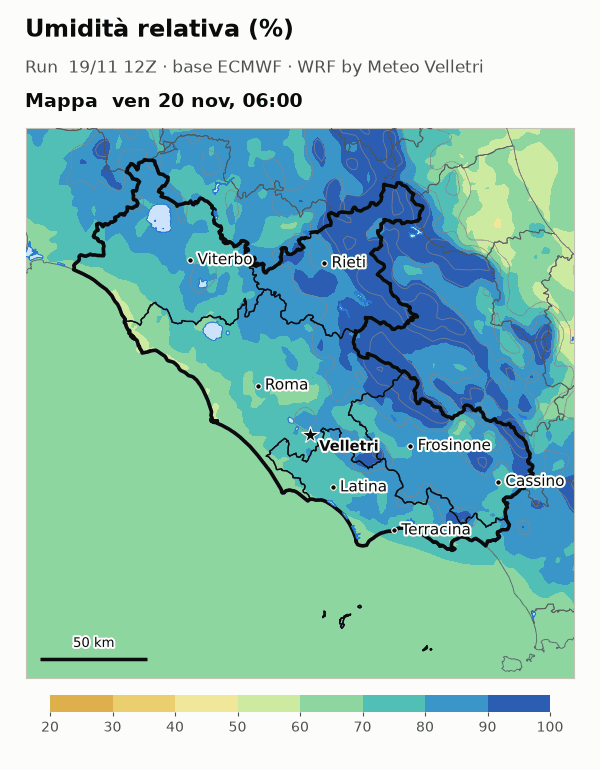 Umidità relativa (%)
Run  19/11 12Z · base ECMWF · WRF by Meteo Velletri
Mappa  ven 20 nov, 06:00
Viterbo
Rieti
Roma
Velletri
Frosinone
Cassino
Latina
Terracina
50 km
20 30 40 50 60 70 80 90 100